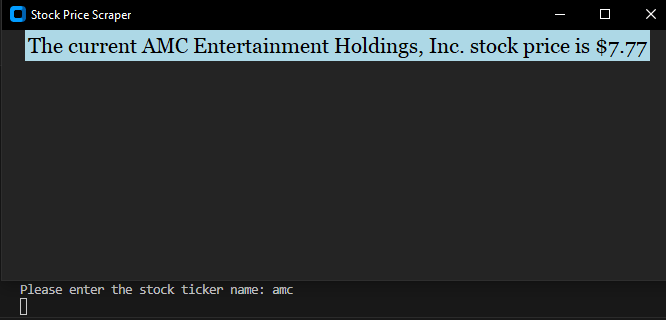 Stock Price Scraper
The current AMC Entertainment Holdings, Inc. stock price is $7.77
Please enter the stock ticker name: amc